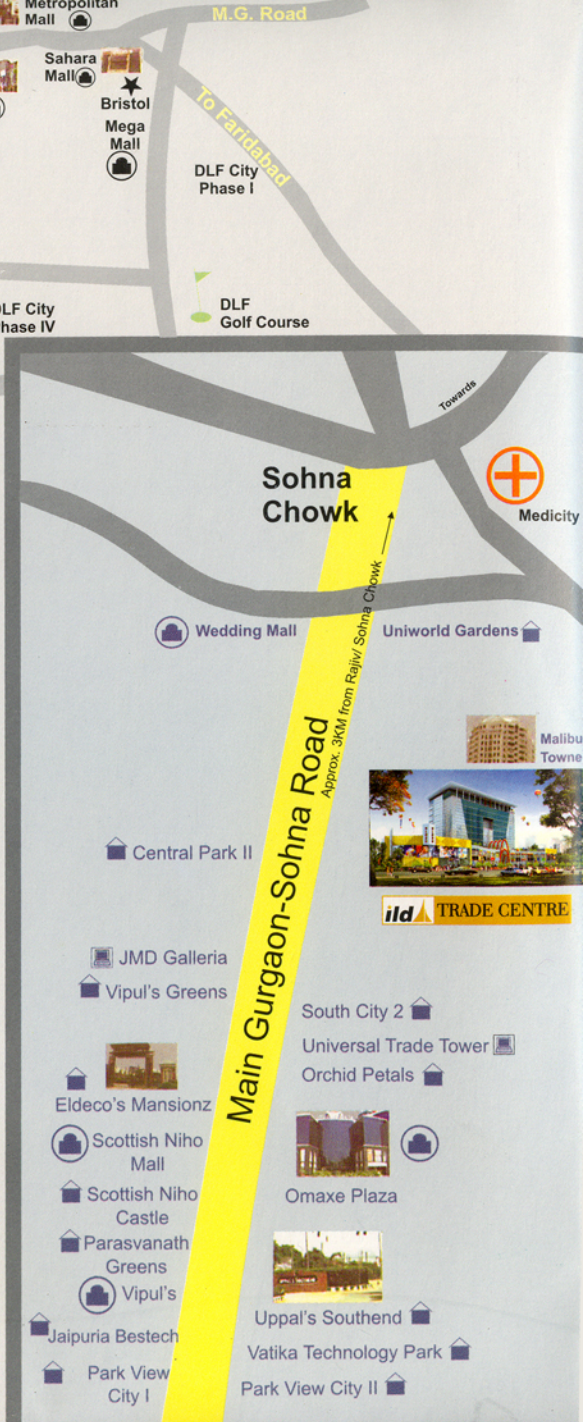 Metropolitan
Mall
M.G. Road
Sahara
Mall
Bristol
Mega
Mall
To Faridabad
DLF City
Phase I
DLF
Golf Course
LF City
hase IV
Towards
Sohna
Chowk
Medicity
Approx. 3KM from Rajiv/ Sohna Chowk
Wedding Mall
Uniworld Gardens
Main Gurgaon-Sohna Road
Malibu
Towne
Central Park II
ild TRADE CENTRE
JMD Galleria
Vipul's Greens
South City 2
Universal Trade Tower
Orchid Petals
Eldeco's Mansionz
Scottish Niho
Mall
Omaxe Plaza
Scottish Niho
Castle
Parasvanath
Greens
Vipul's
Uppal's Southend
Jaipuria Bestech
Vatika Technology Park
Park View
City I
Park View City II